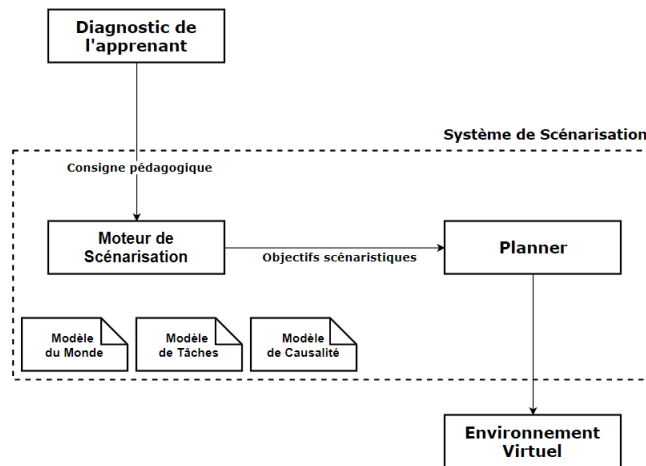 Diagnostic de
l'apprenant
Système de Scénarisation
Consigne pédagogique
Moteur de
Scénarisation
Objectifs scénaristiques
Planner
Modèle
du Monde
Modèle
de Tâches
Modèle
de Causalité
Environnement
Virtuel